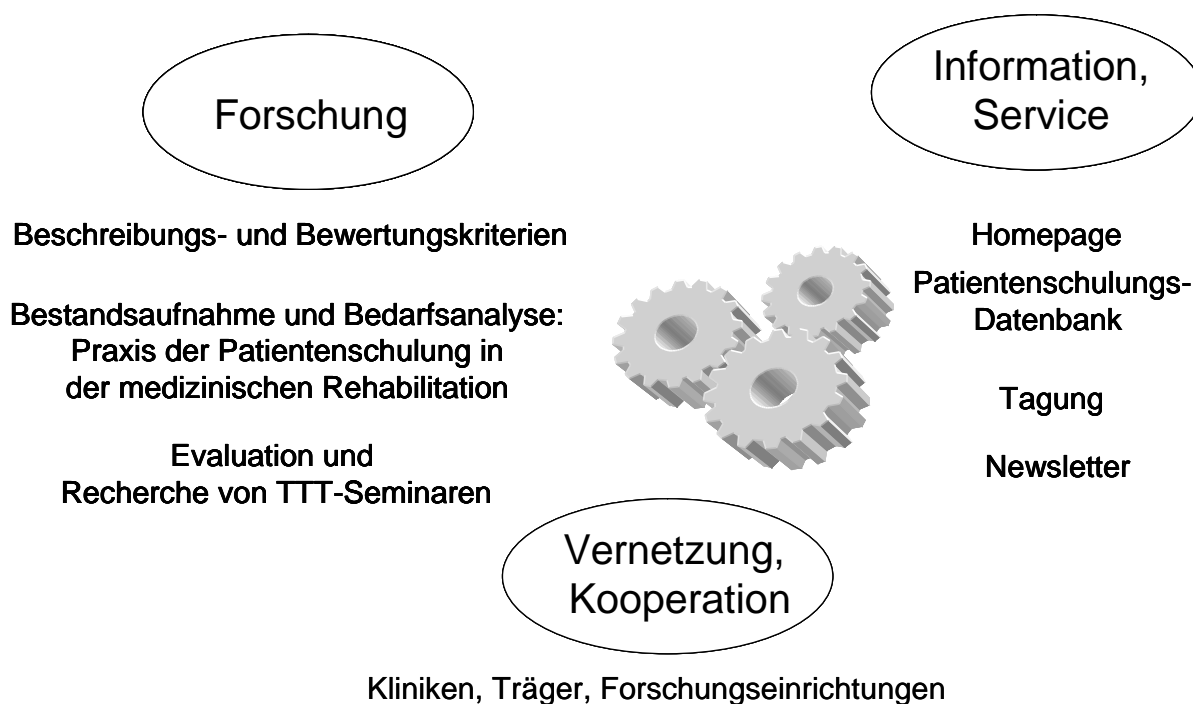 Forschung
Beschreibungs- und Bewertungskriterien
Bestandsaufnahme und Bedarfsanalyse:
Praxis der Patientenschulung in
der medizinischen Rehabilitation
Evaluation und
Recherche von TTT-Seminaren
Information,
Service
Homepage
Patientenschulungs-
Datenbank
Tagung
Newsletter
Vernetzung,
Kooperation
Kliniken, Träger, Forschungseinrichtungen